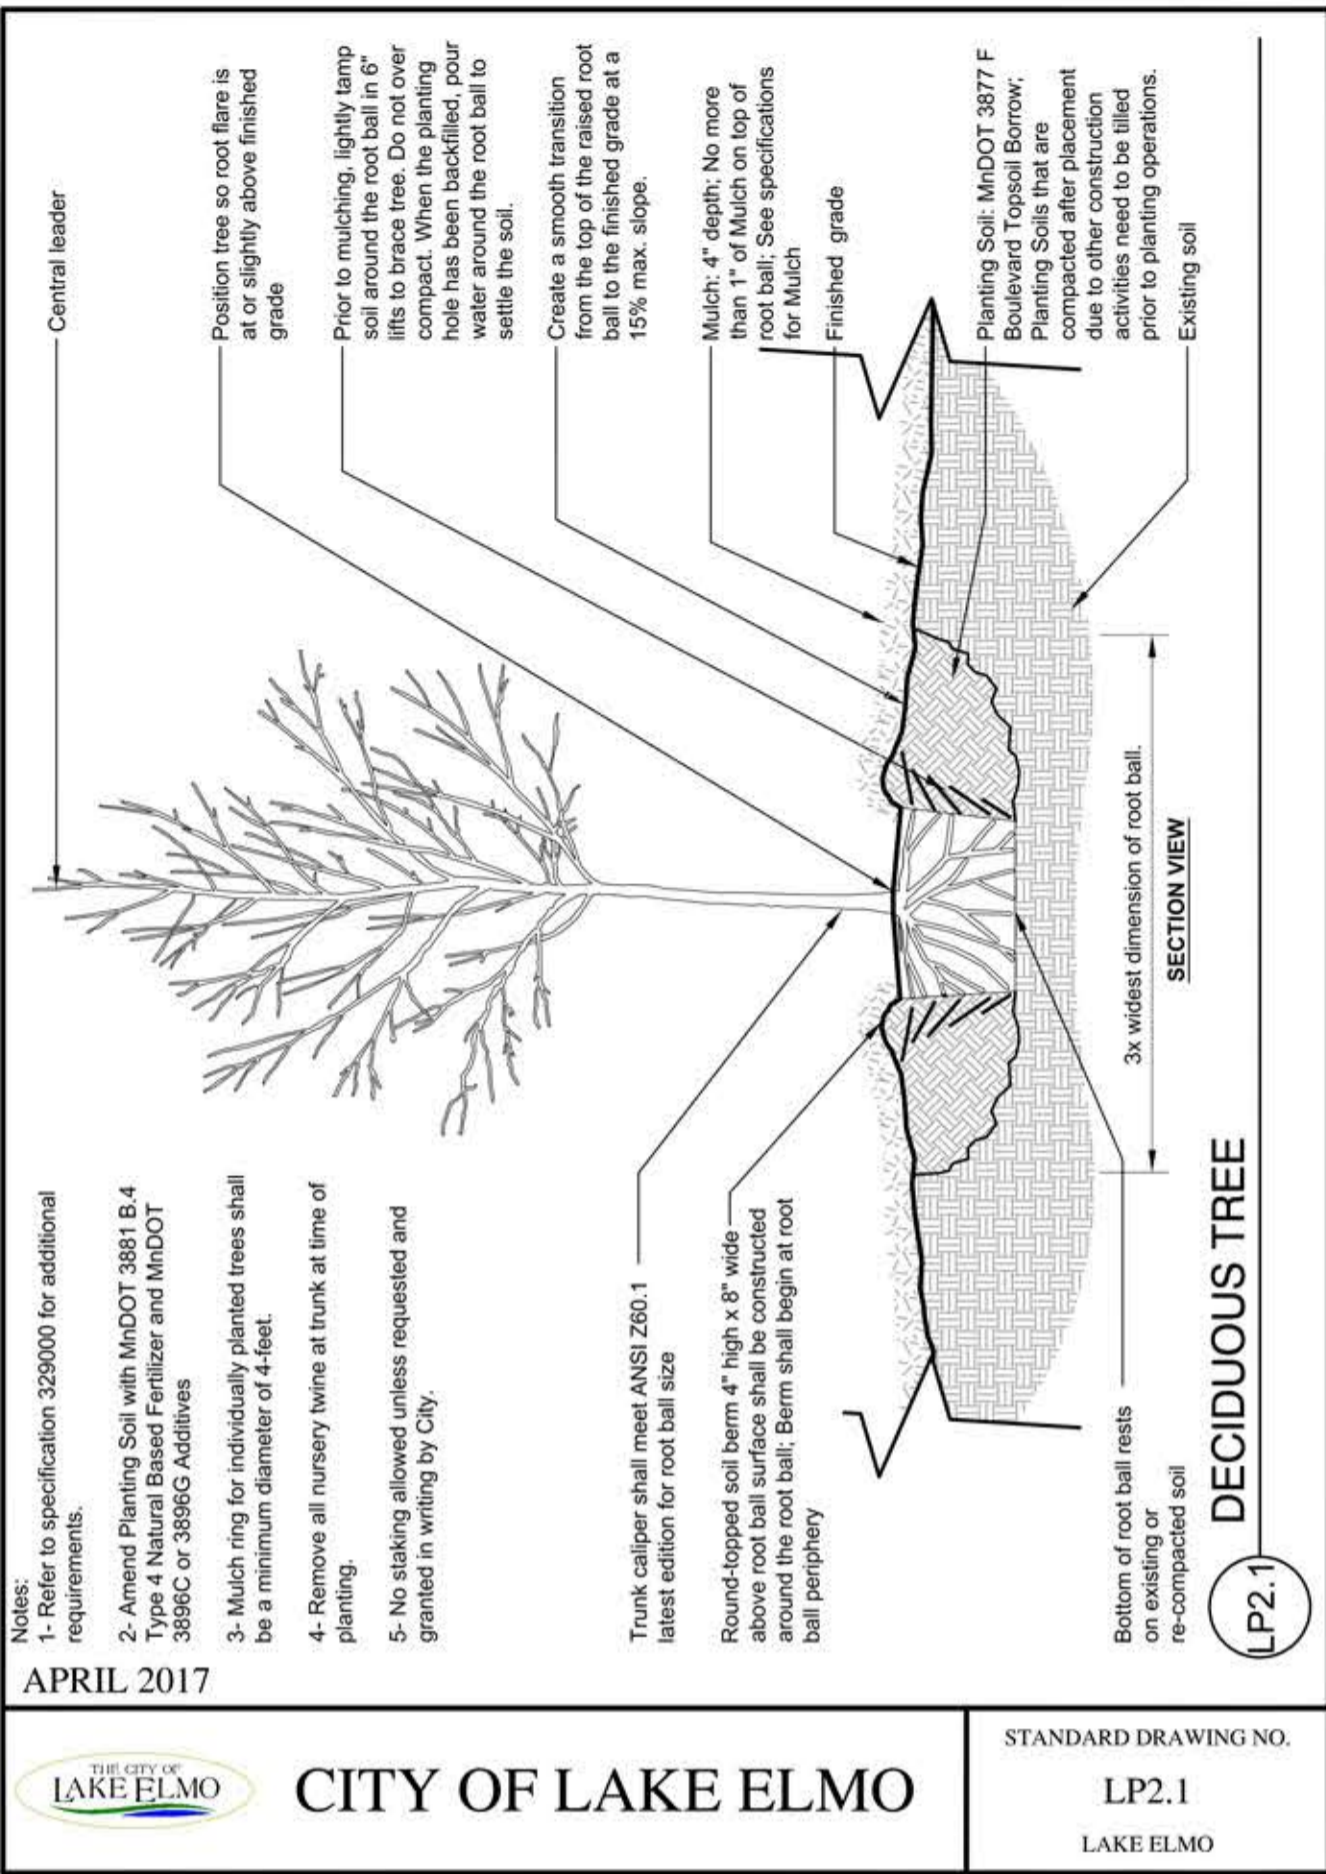 Notes:
1- Refer to specification 329000 for additional
requirements.
2- Amend Planting Soil with MnDOT 3881 B.4
Type 4 Natural Based Fertilizer and MnDOT
3896C or 3896G Additives
3- Mulch ring for individually planted trees shall
be a minimum diameter of 4-feet.
4- Remove all nursery twine at trunk at time of
planting.
5- No staking allowed unless requested and
granted in writing by City.
Trunk caliper shall meet ANSI Z60.1
latest edition for root ball size
Round-topped soil berm 4" high x 8" wide
above root ball surface shall be constructed
around the root ball; Berm shall begin at root
ball periphery
Bottom of root ball rests
on existing or
re-compacted soil
Central leader
Position tree so root flare is
at or slightly above finished
grade
Prior to mulching, lightly tamp
soil around the root ball in 6"
lifts to brace tree. Do not over
compact. When the planting
hole has been backfilled, pour
water around the root ball to
settle the soil.
Create a smooth transition
from the top of the raised root
ball to the finished grade at a
15% max. slope.
Mulch: 4" depth; No more
than 1" of Mulch on top of
root ball; See specifications
for Mulch
Finished grade
Planting Soil: MnDOT 3877 F
Boulevard Topsoil Borrow;
Planting Soils that are
compacted after placement
due to other construction
activities need to be tilled
prior to planting operations.
Existing soil
3x widest dimension of root ball.
SECTION VIEW
LP2.1
DECIDUOUS TREE
APRIL 2017
THE CITY OF
LAKE ELMO
CITY OF LAKE ELMO
STANDARD DRAWING NO.
LP2.1
LAKE ELMO